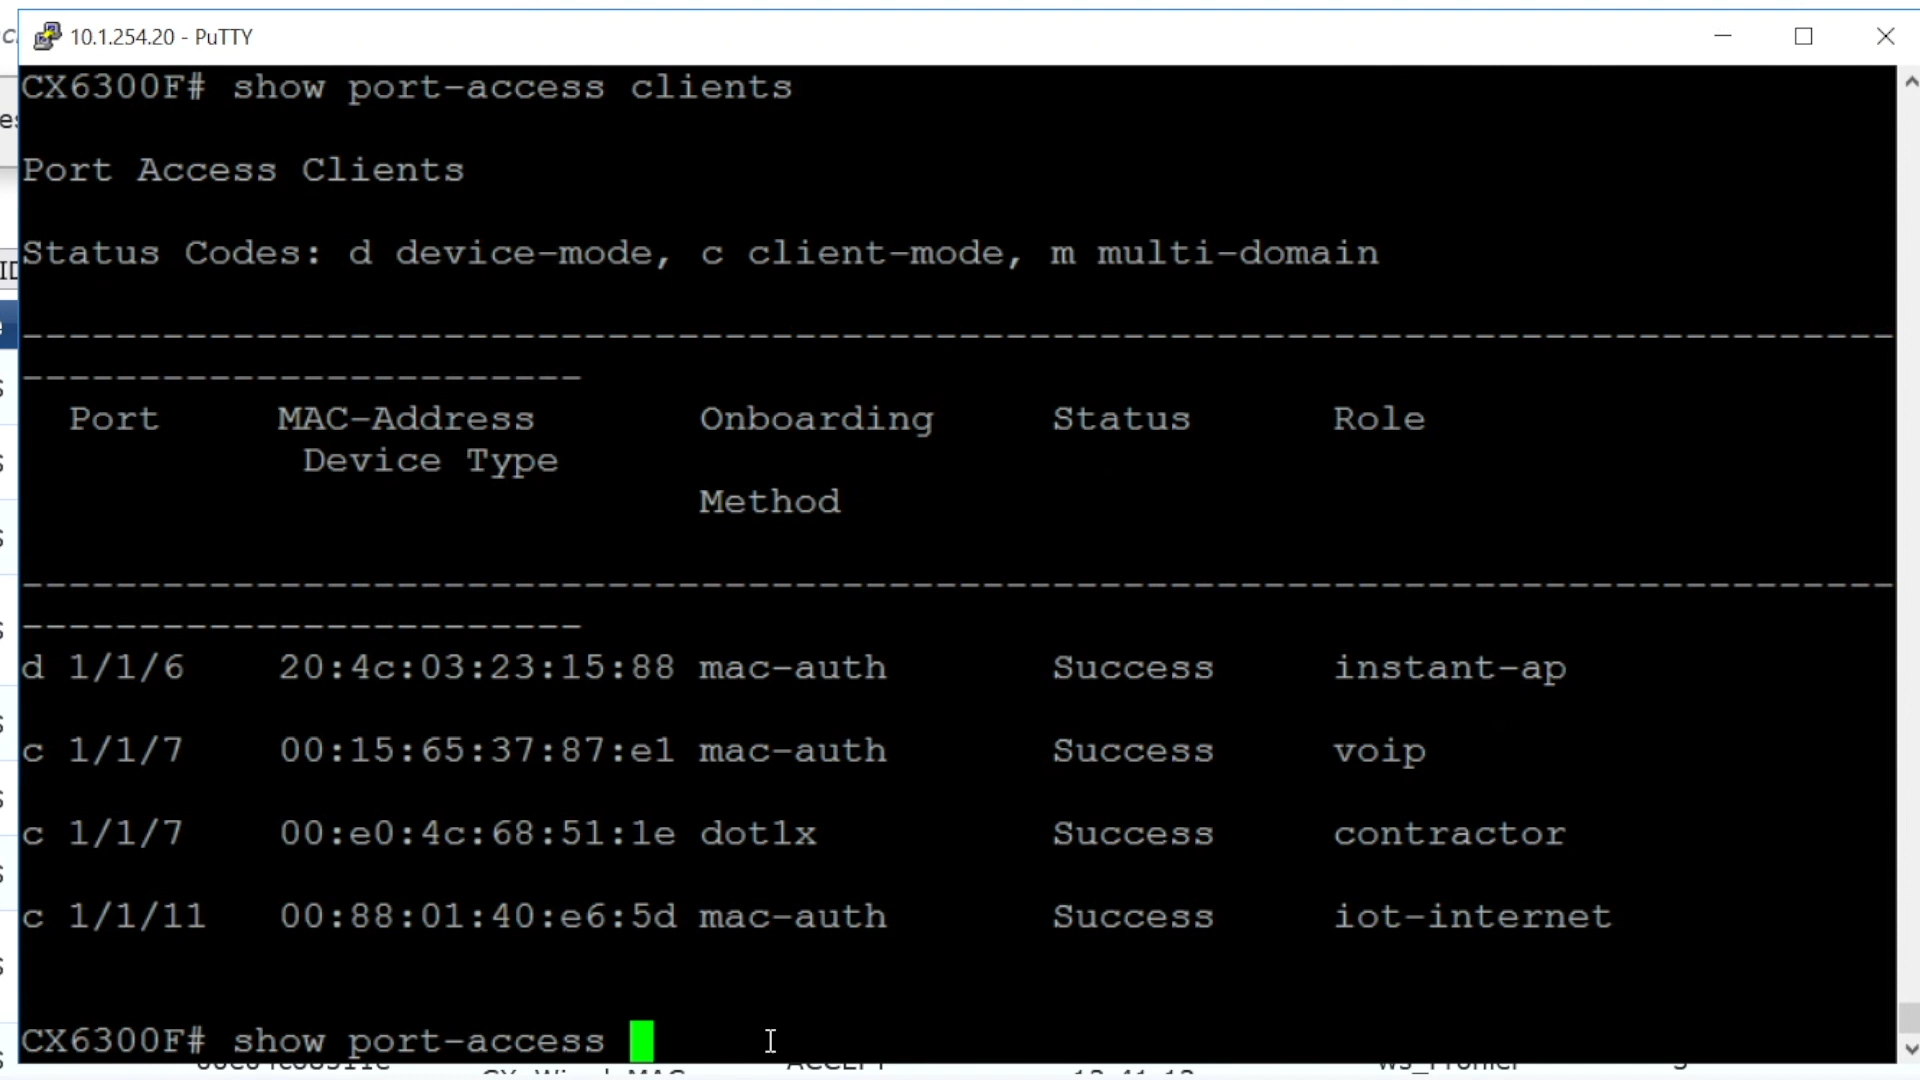 10.1.254.20 - PuTTY
CX6300F# show port-access clients
Port Access Clients
Status Codes: d device-mode, c client-mode, m multi-domain
--------------------------------------------------------------------------------
------------------------
Port MAC-Address Onboarding Status Role
Device Type
Method
--------------------------------------------------------------------------------
------------------------
d 1/1/6 20:4c:03:23:15:88 mac-auth Success instant-ap
c 1/1/7 00:15:65:37:87:e1 mac-auth Success voip
c 1/1/7 00:e0:4c:68:51:1e dot1x Success contractor
c 1/1/11 00:88:01:40:e6:5d mac-auth Success iot-internet
CX6300F# show port-access